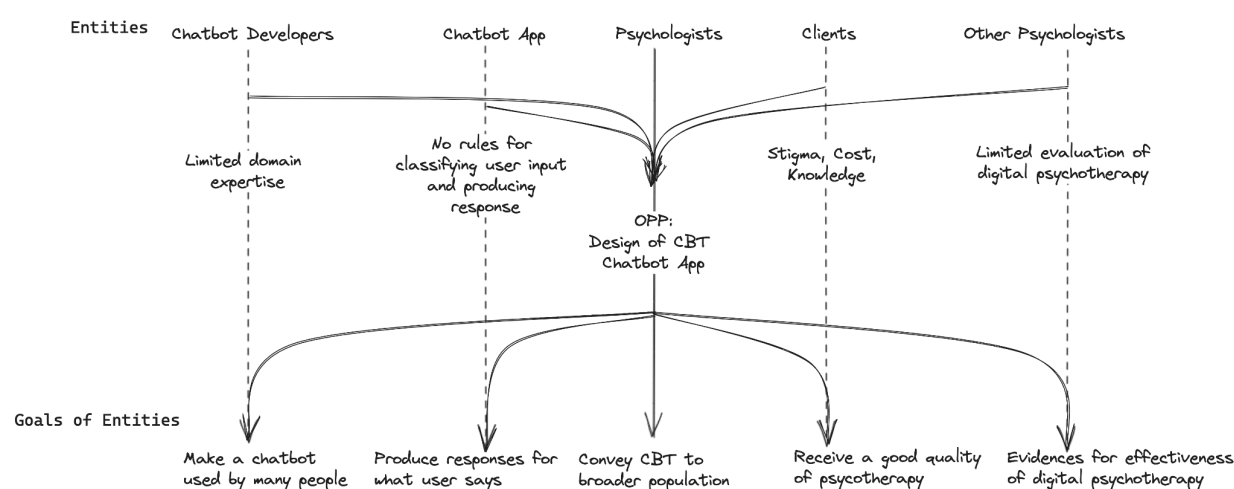 Entities
Chatbot Developers
Chatbot App
Psychologists
Clients
Other Psychologists
Limited domain
expertise
No rules for
classifying user input
and producing
response
Stigma, Cost,
Knowledge
Limited evaluation of
digital psychotherapy
OPP:
Design of CBT
Chatbot App
Goals of Entities
Make a chatbot
used by many people
Produce responses for
what user says
Convey CBT to
broader population
Receive a good quality
of psycotherapy
Evidences for effectiveness
of digital psychotherapy